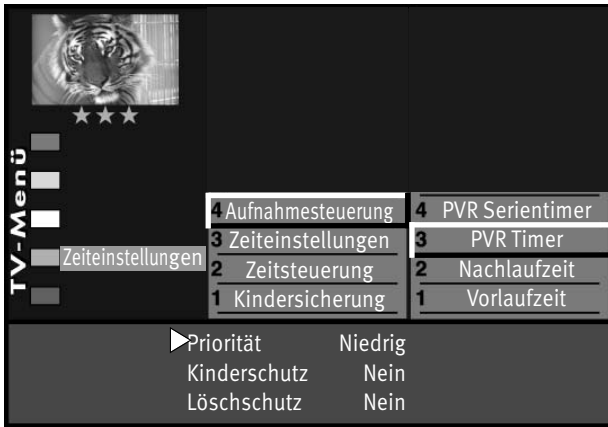 TV-Menü
Zeiteinstellungen
4 Aufnahmesteuerung
3 Zeiteinstellungen
2 Zeitsteuerung
1 Kindersicherung
4 PVR Serientimer
3 PVR Timer
2 Nachlaufzeit
1 Vorlaufzeit
Priorität Niedrig
Kinderschutz Nein
Löschschutz Nein